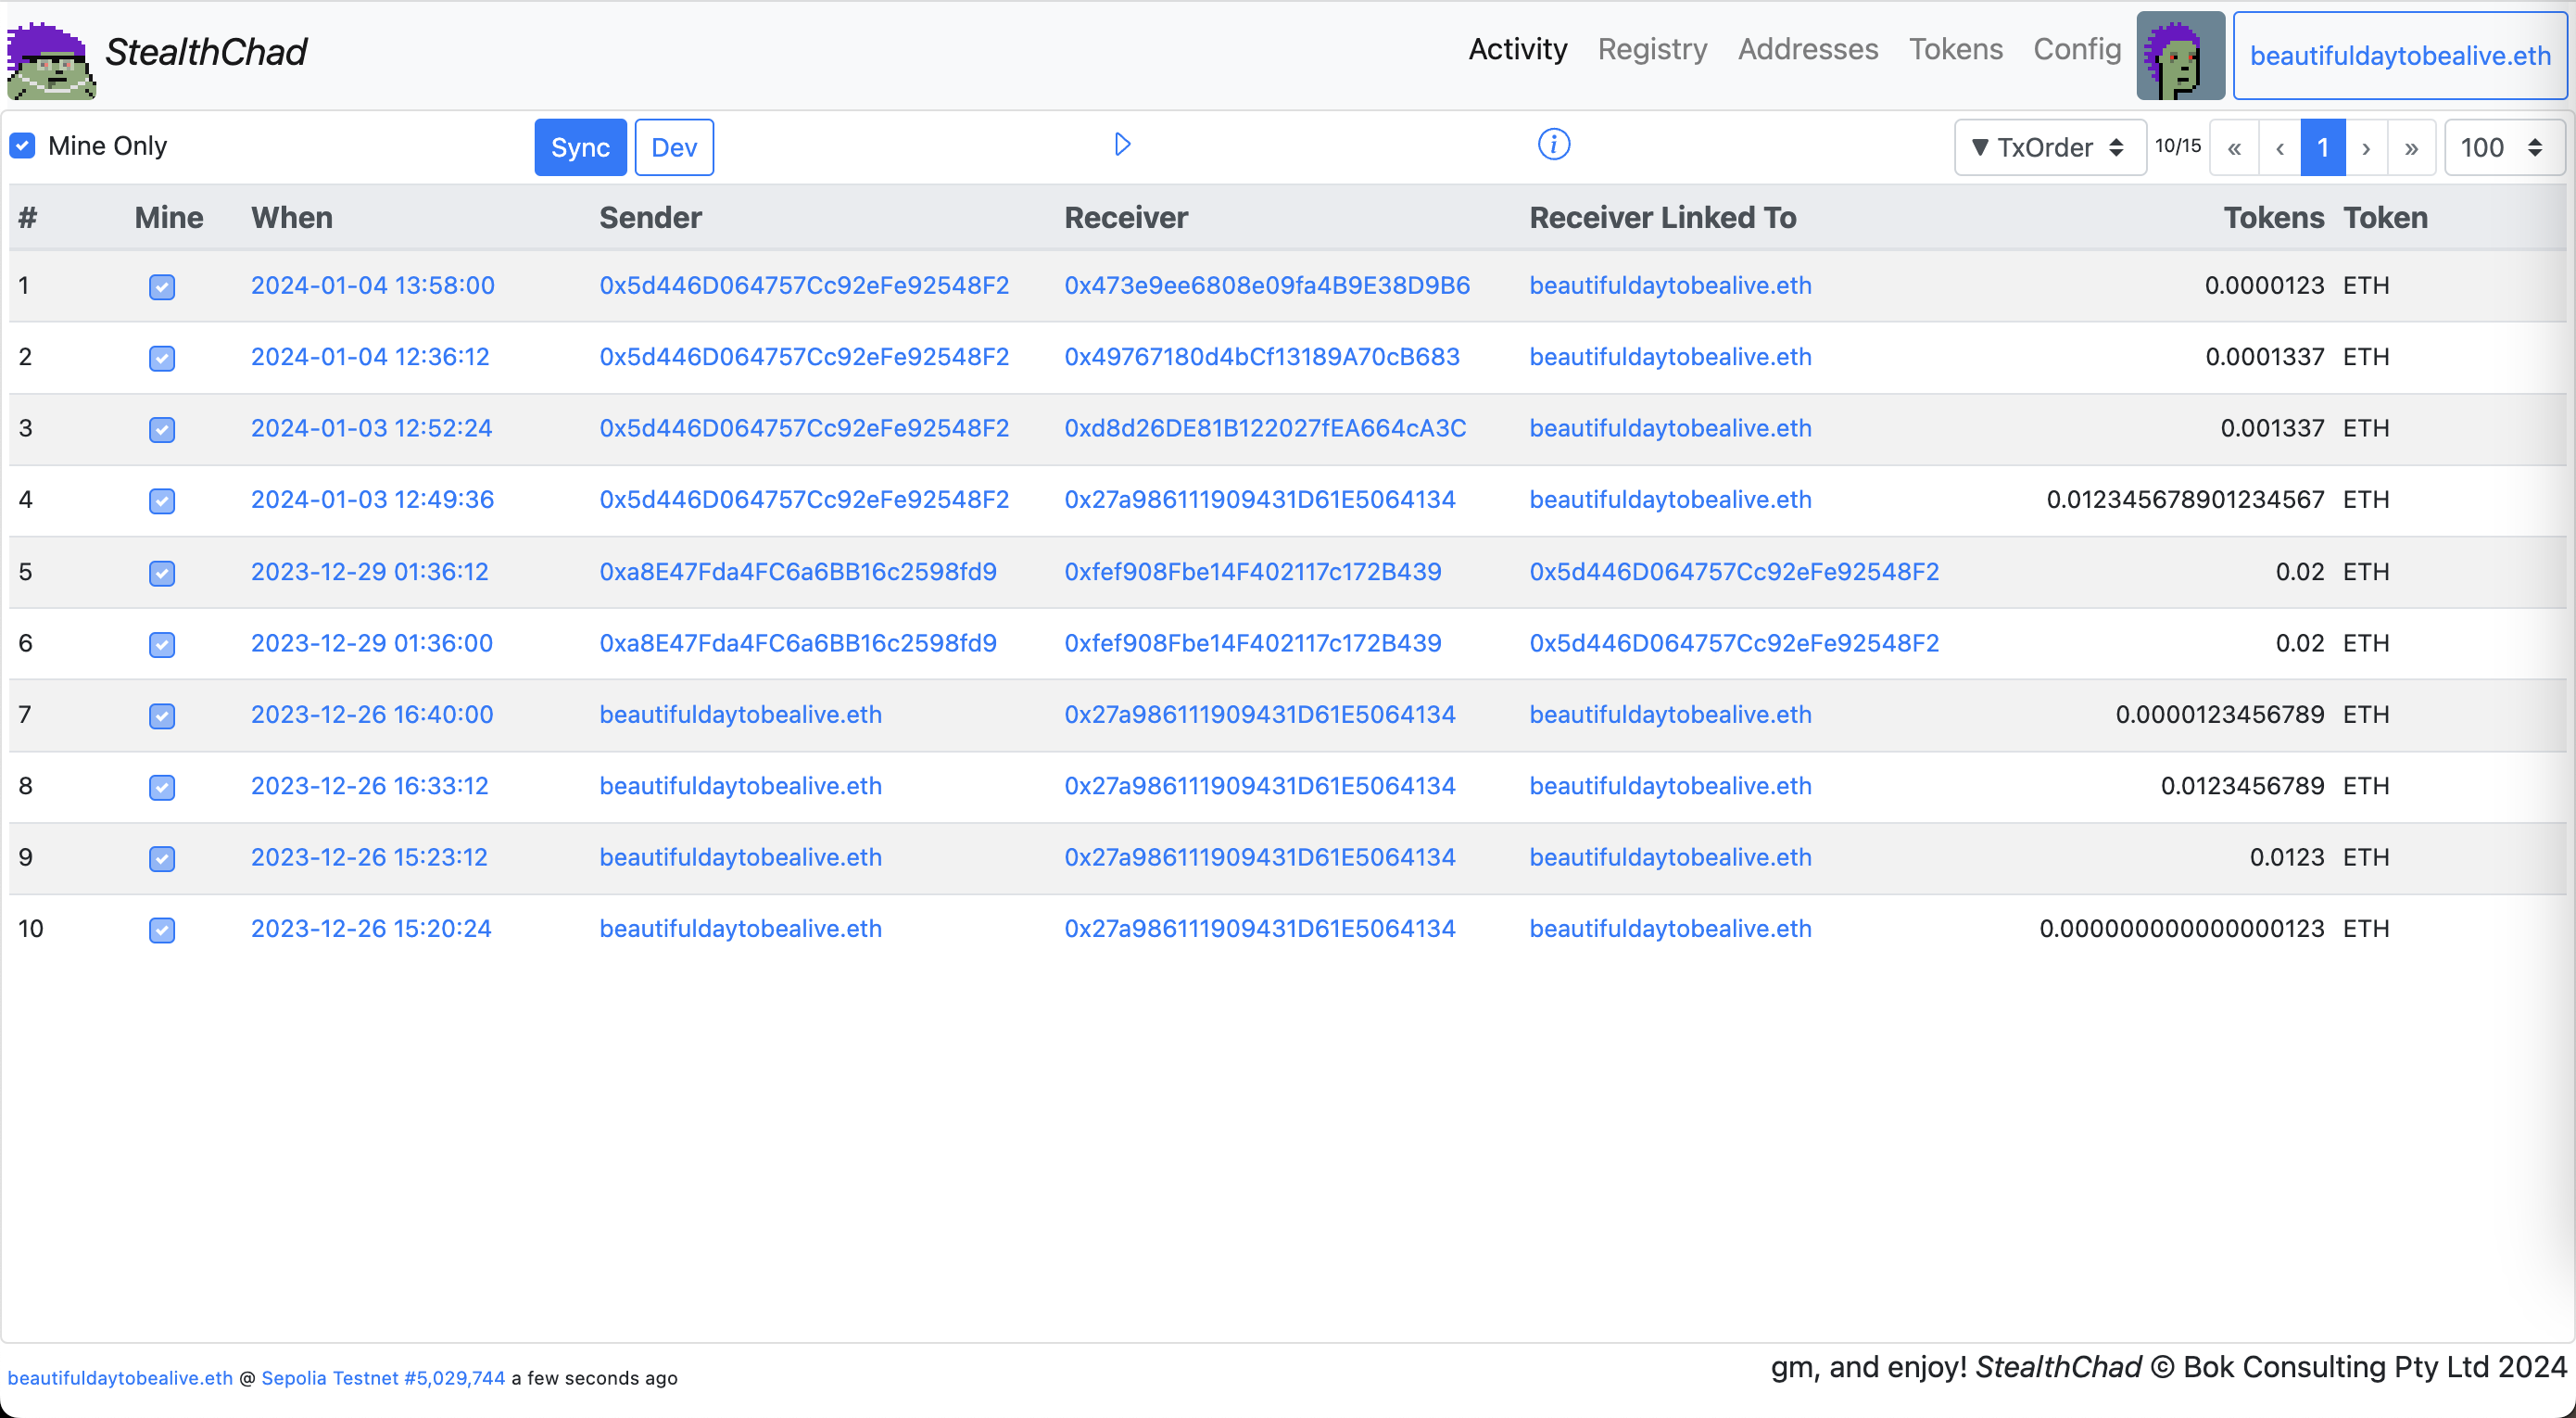 StealthChad Activity Registry Addresses Tokens Config beautifuldaytobealive.eth
Mine Only Sync Dev i ▼ TxOrder 10/15 « ‹ 1 › » 100
# Mine When Sender Receiver Receiver Linked To Tokens Token
1 2024-01-04 13:58:00 0x5d446D064757Cc92eFe92548F2 0x473e9ee6808e09fa4B9E38D9B6 beautifuldaytobealive.eth 0.0000123 ETH
2 2024-01-04 12:36:12 0x5d446D064757Cc92eFe92548F2 0x49767180d4bCf13189A70cB683 beautifuldaytobealive.eth 0.0001337 ETH
3 2024-01-03 12:52:24 0x5d446D064757Cc92eFe92548F2 0xd8d26DE81B122027fEA664cA3C beautifuldaytobealive.eth 0.001337 ETH
4 2024-01-03 12:49:36 0x5d446D064757Cc92eFe92548F2 0x27a986111909431D61E5064134 beautifuldaytobealive.eth 0.012345678901234567 ETH
5 2023-12-29 01:36:12 0xa8E47Fda4FC6a6BB16c2598fd9 0xfef908Fbe14F402117c172B439 0x5d446D064757Cc92eFe92548F2 0.02 ETH
6 2023-12-29 01:36:00 0xa8E47Fda4FC6a6BB16c2598fd9 0xfef908Fbe14F402117c172B439 0x5d446D064757Cc92eFe92548F2 0.02 ETH
7 2023-12-26 16:40:00 beautifuldaytobealive.eth 0x27a986111909431D61E5064134 beautifuldaytobealive.eth 0.0000123456789 ETH
8 2023-12-26 16:33:12 beautifuldaytobealive.eth 0x27a986111909431D61E5064134 beautifuldaytobealive.eth 0.0123456789 ETH
9 2023-12-26 15:23:12 beautifuldaytobealive.eth 0x27a986111909431D61E5064134 beautifuldaytobealive.eth 0.0123 ETH
10 2023-12-26 15:20:24 beautifuldaytobealive.eth 0x27a986111909431D61E5064134 beautifuldaytobealive.eth 0.000000000000000123 ETH
beautifuldaytobealive.eth @ Sepolia Testnet #5,029,744 a few seconds ago gm, and enjoy! StealthChad © Bok Consulting Pty Ltd 2024